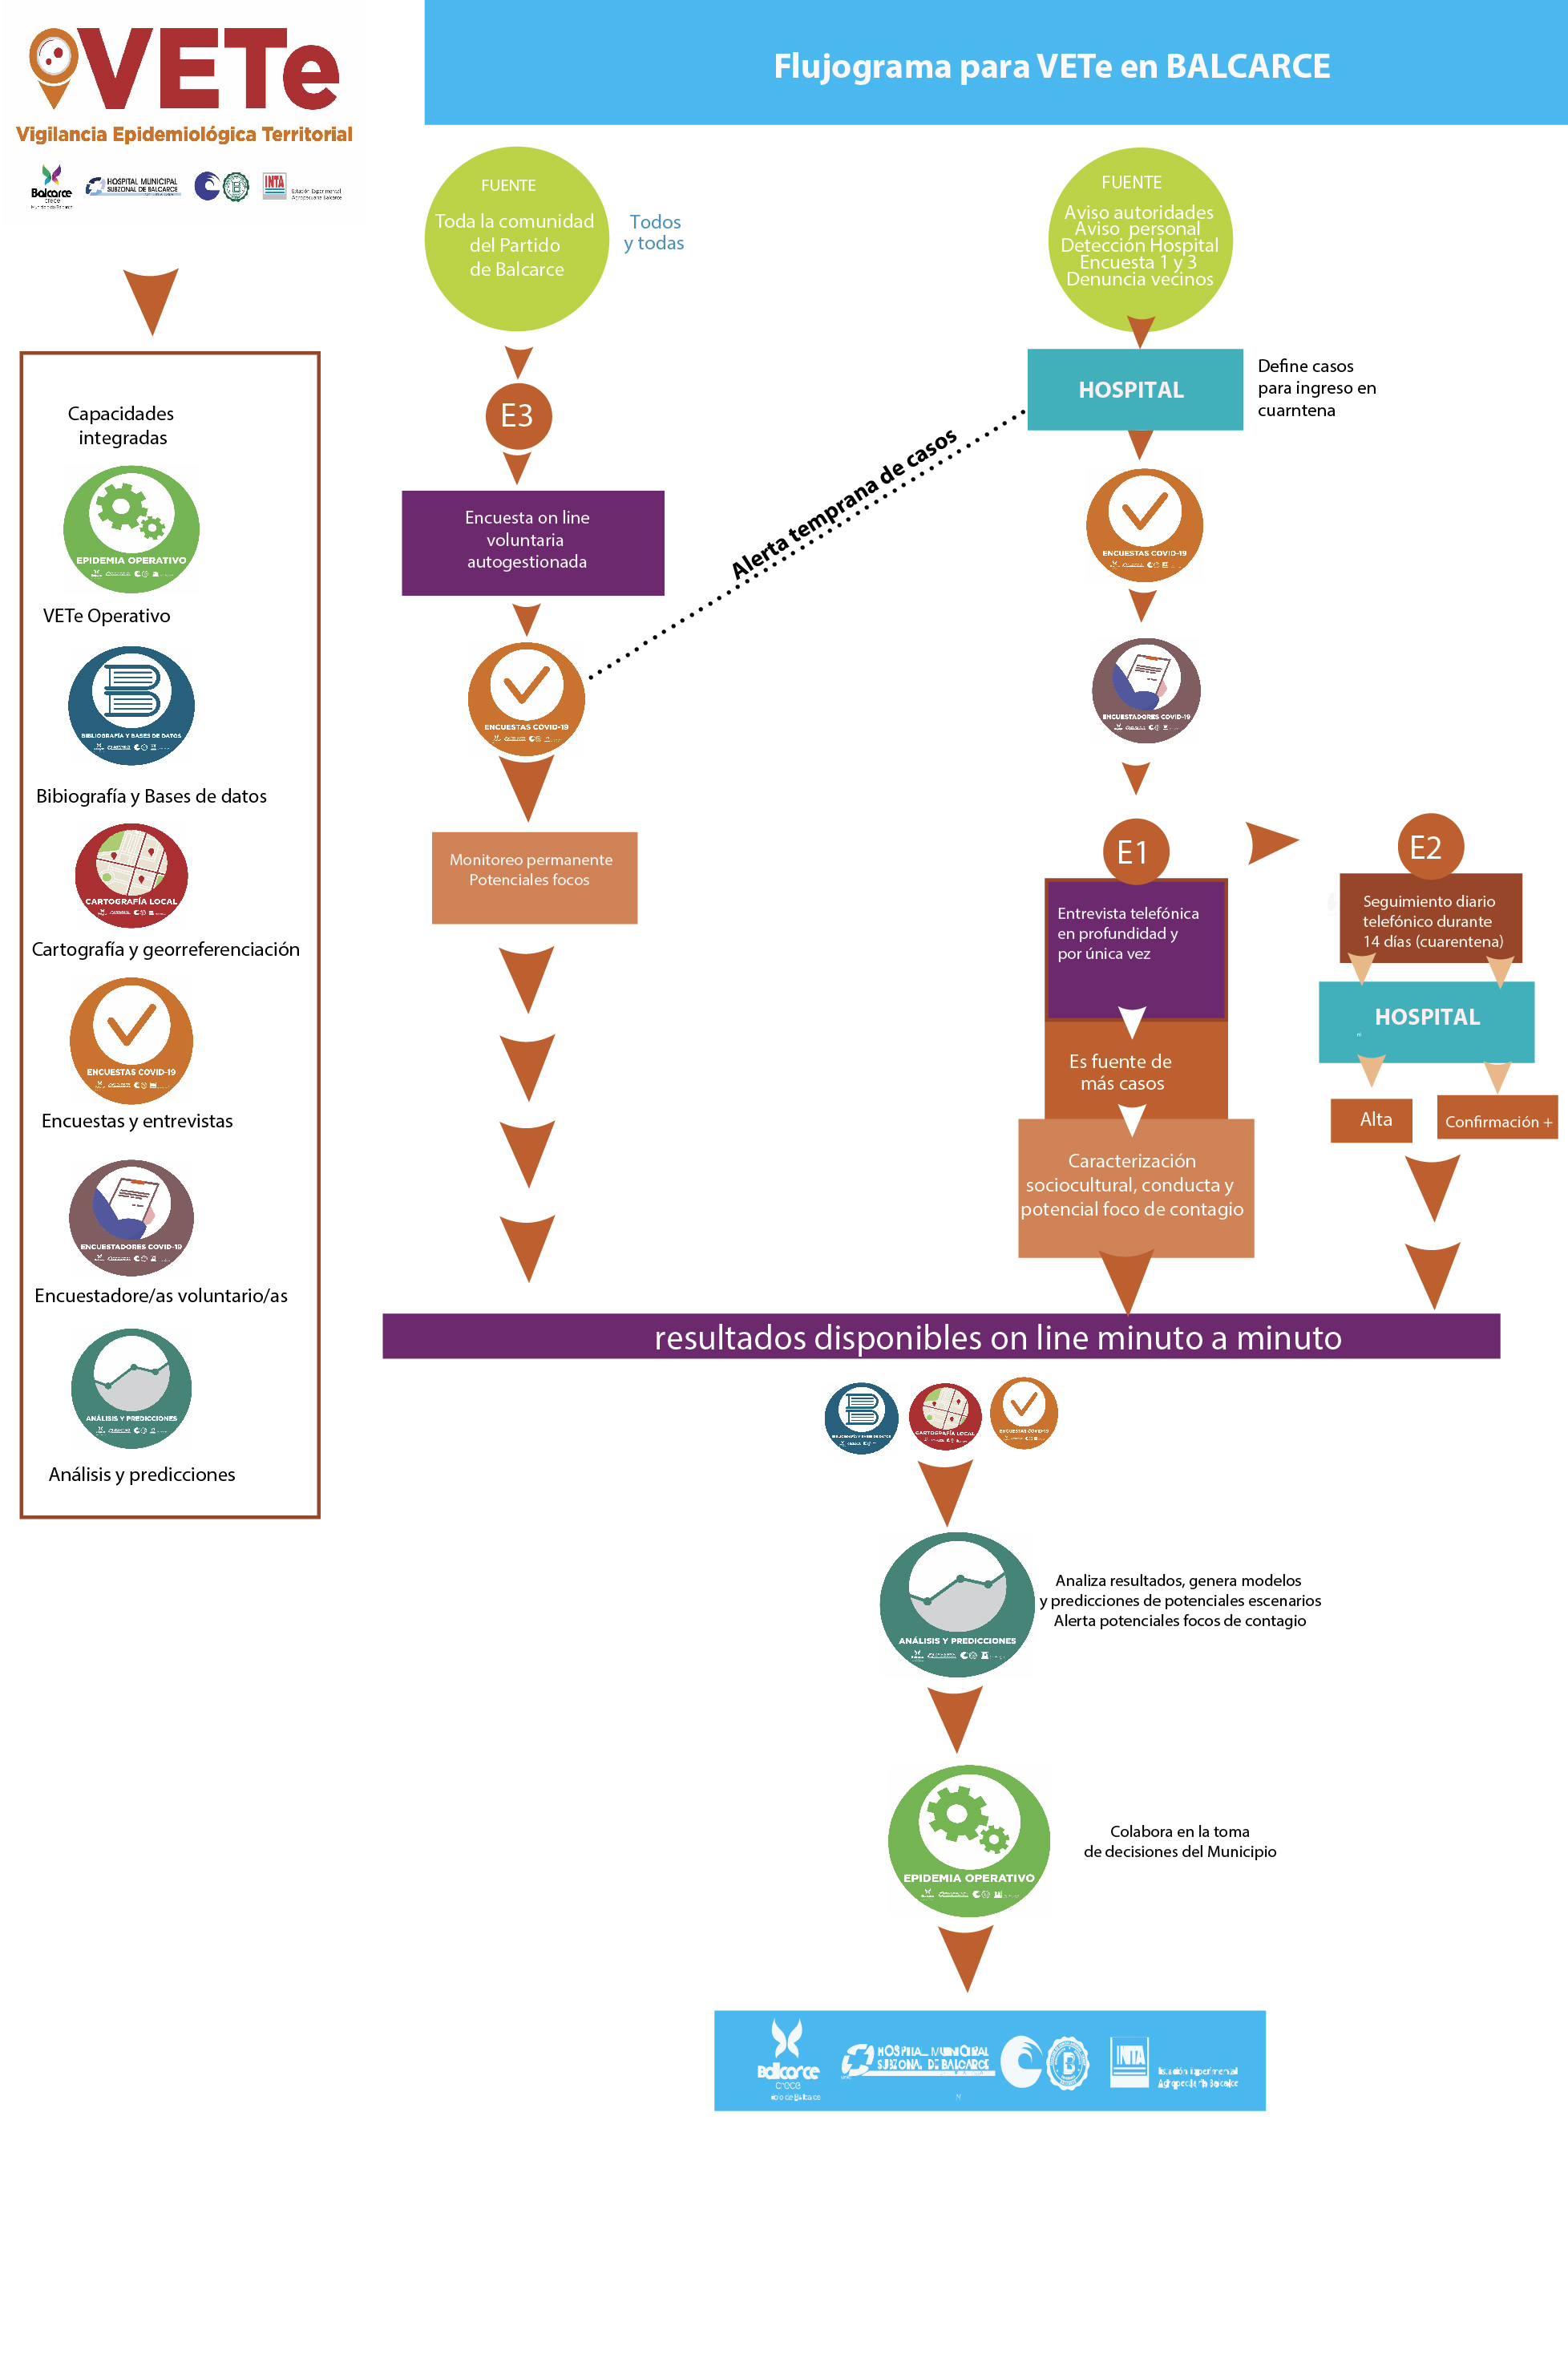 VETe
Vigilancia Epidemiológica Territorial
Balcarce
crece
HOSPITAL MUNICIPAL
SUBZONAL DE BALCARCE
INTA
Estación Experimental
Agropecuaria Balcarce
Flujograma para VETe en BALCARCE
Capacidades
integradas
EPIDEMIA OPERATIVO
VETe Operativo
BIBLIOGRAFÍA Y BASES DE DATOS
Bibiografía y Bases de datos
CARTOGRAFÍA LOCAL
Cartografía y georreferenciación
ENCUESTAS COVID-19
Encuestas y entrevistas
ENCUESTADORES COVID-19
Encuestadore/as voluntario/as
ANÁLISIS Y PREDICCIONES
Análisis y predicciones
FUENTE
Toda la comunidad
del Partido
de Balcarce
Todos
y todas
E3
Encuesta on line
voluntaria
autogestionada
ENCUESTAS COVID-19
Monitoreo permanente
Potenciales focos
Alerta temprana de casos
FUENTE
Aviso autoridades
Aviso personal
Detección Hospital
Encuesta 1 y 3
Denuncia vecinos
HOSPITAL
Define casos
para ingreso en
cuarntena
ENCUESTAS COVID-19
ENCUESTADORES COVID-19
E1
Entrevista telefónica
en profundidad y
por única vez
Es fuente de
más casos
Caracterización
sociocultural, conducta y
potencial foco de contagio
E2
Seguimiento diario
telefónico durante
14 días (cuarentena)
HOSPITAL
Alta
Confirmación +
resultados disponibles on line minuto a minuto
BIBLIOGRAFÍA Y BASES DE DATOS
CARTOGRAFÍA LOCAL
ENCUESTAS COVID-19
ANÁLISIS Y PREDICCIONES
Analiza resultados, genera modelos
y predicciones de potenciales escenarios
Alerta potenciales focos de contagio
EPIDEMIA OPERATIVO
Colabora en la toma
de decisiones del Municipio
Balcarce
crece
HOSPITAL MUNICIPAL
SUBZONAL DE BALCARCE
B
INTA